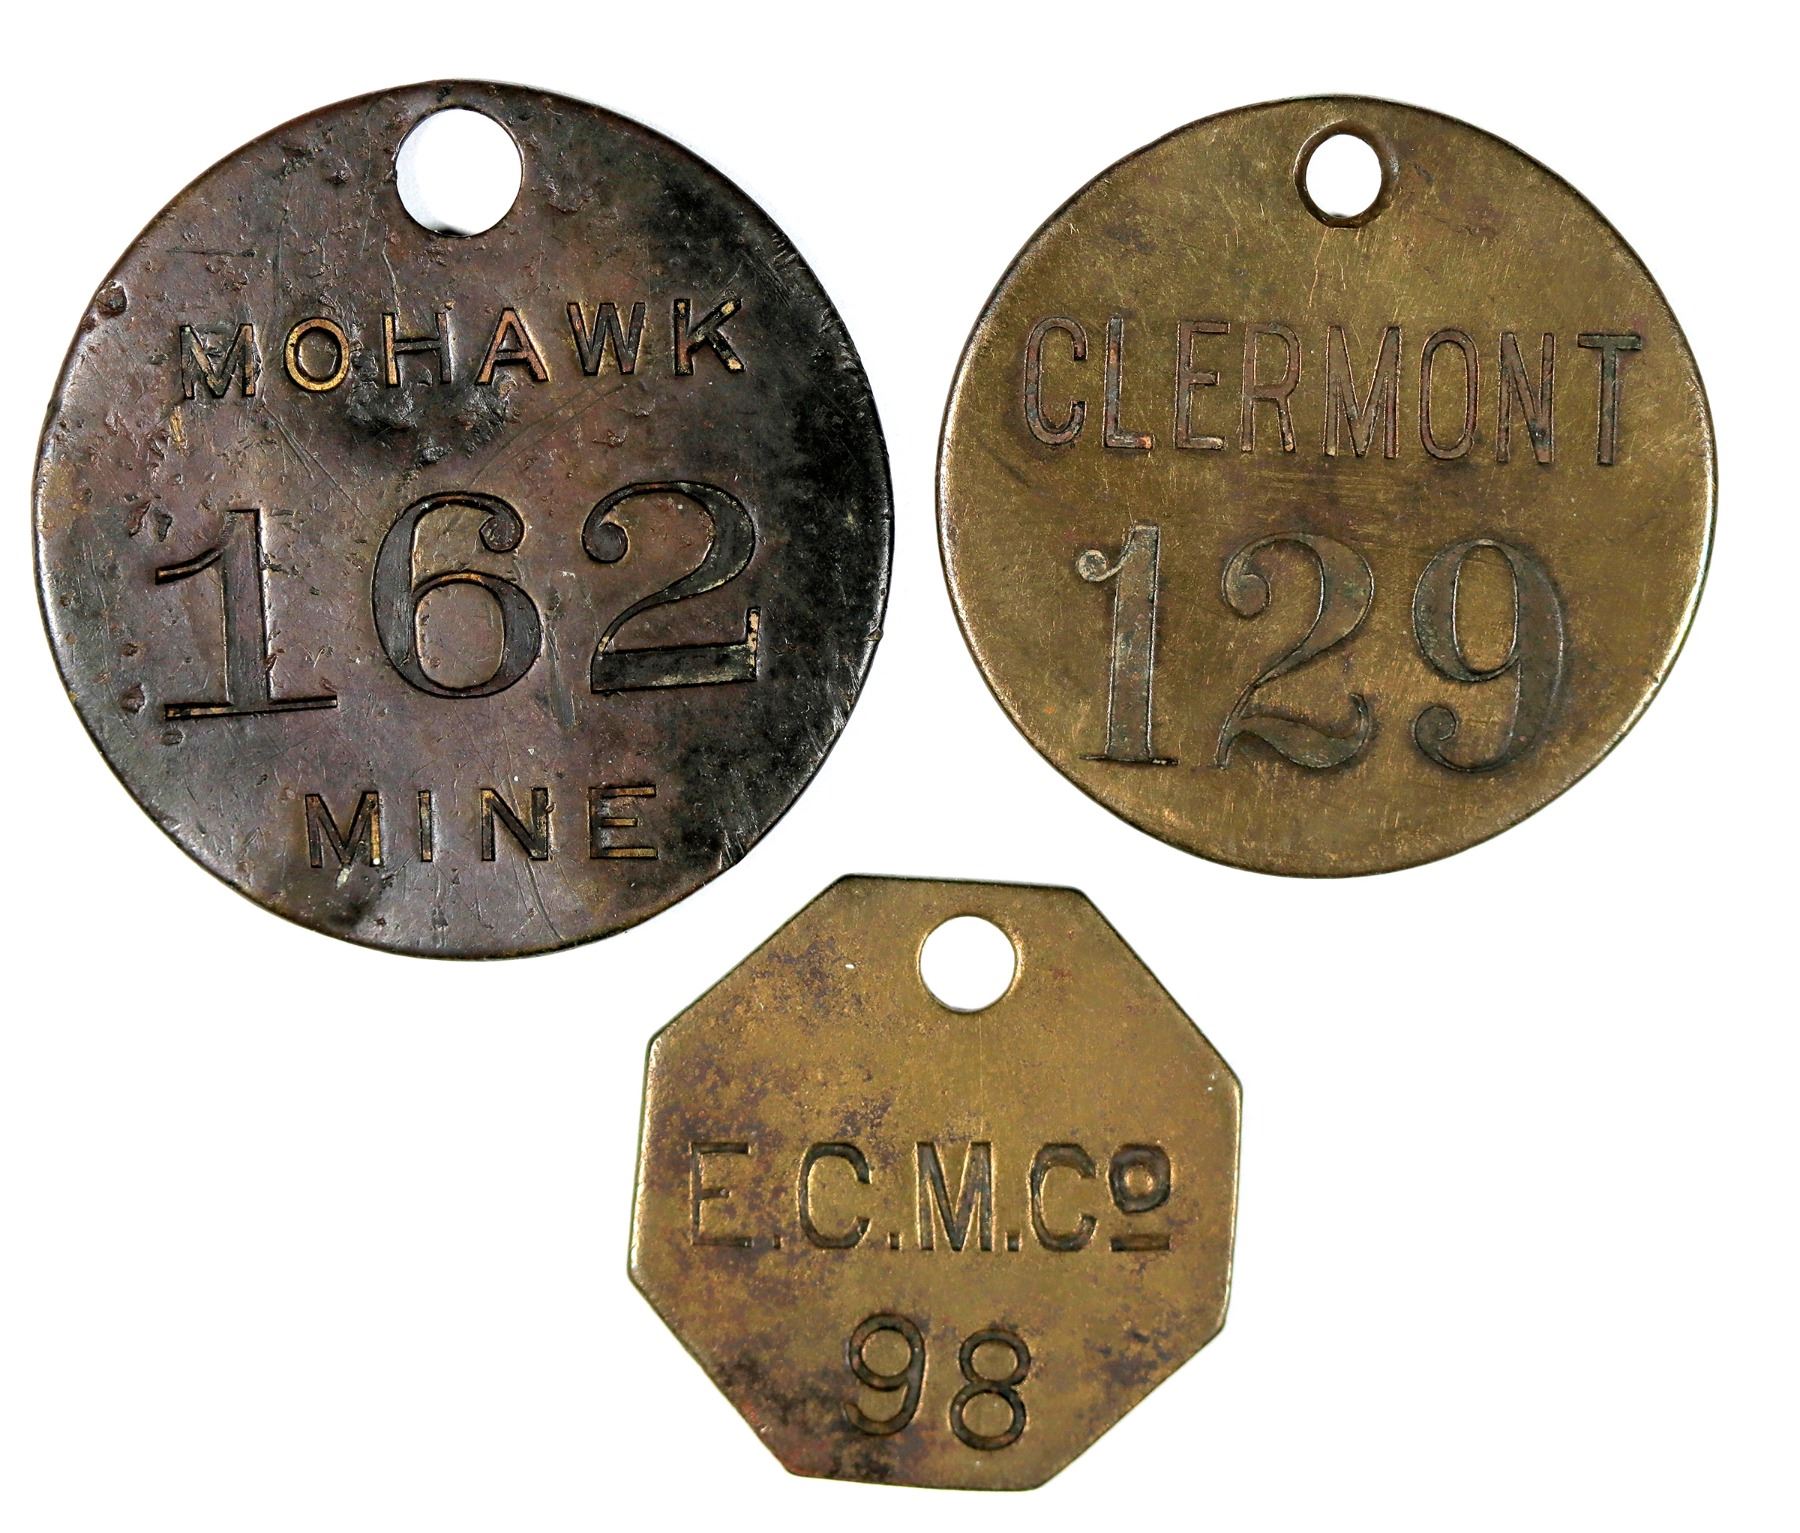 MOHAWK
162
MINE
CLERMONT
129
E.C.M.Cº
98